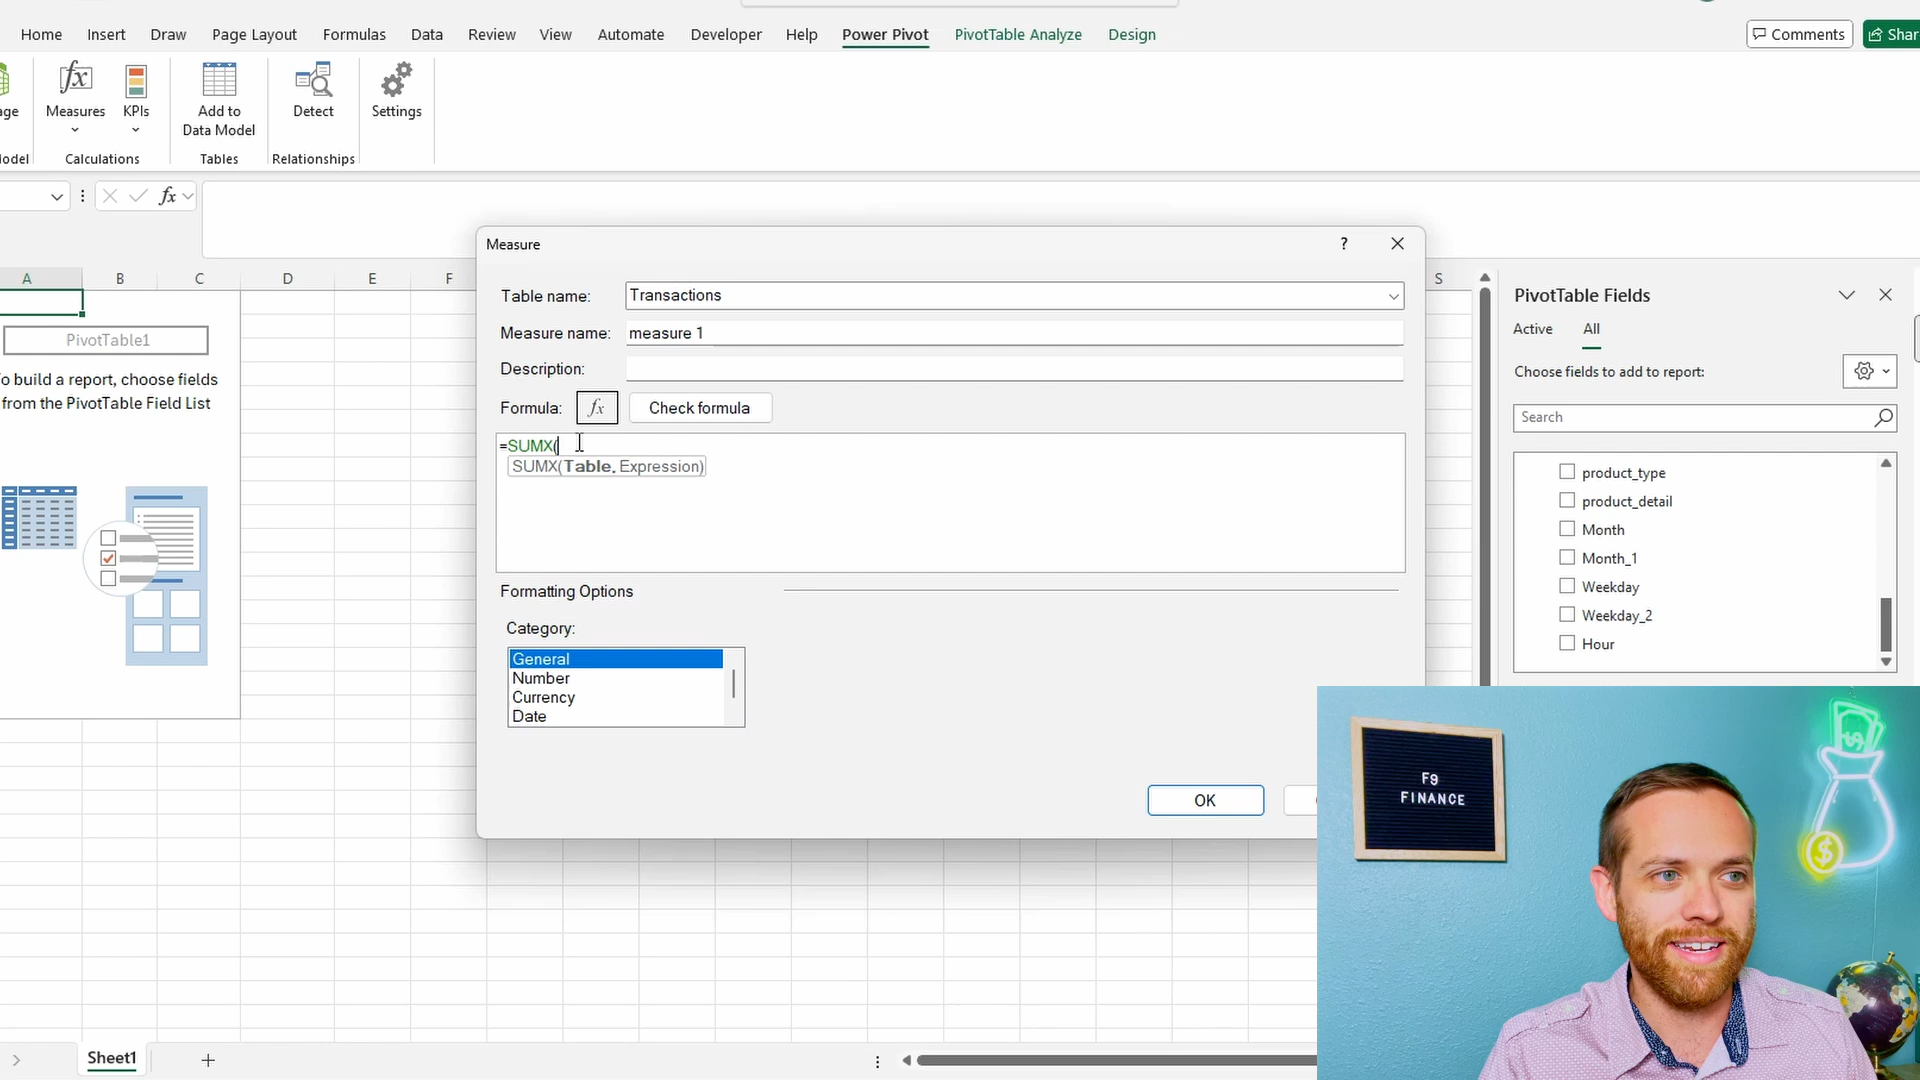 Home Insert Draw Page Layout Formulas Data Review View Automate Developer Help Power Pivot PivotTable Analyze Design
Comments
Measures
KPIs
Add to
Data Model
Detect
Settings
Calculations
Tables
Relationships
fx
A B C D E F S
PivotTable1
o build a report, choose fields
from the PivotTable Field List
Measure
?
Table name: Transactions
Measure name: measure 1
Description:
Formula: fx Check formula
=SUMX(
SUMX(Table, Expression)
Formatting Options
Category:
General
Number
Currency
Date
OK
PivotTable Fields
Active All
Choose fields to add to report:
Search
product_type
product_detail
Month
Month_1
Weekday
Weekday_2
Hour
F9
FINANCE
Sheet1